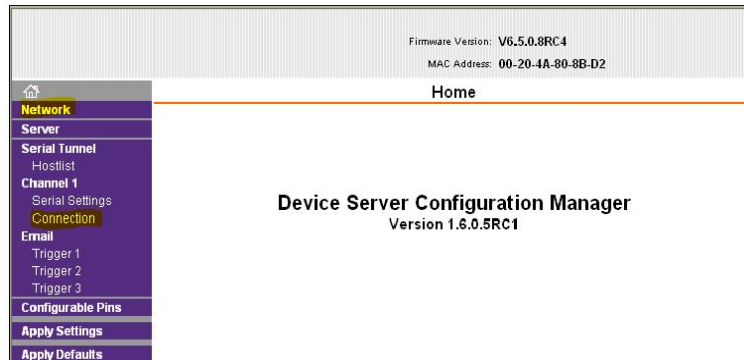 Firmware Version: V6.5.0.8RC4
MAC Address: 00-20-4A-80-8B-D2
Home
Network
Server
Serial Tunnel
Hostlist
Channel 1
Serial Settings
Connection
Email
Trigger 1
Trigger 2
Trigger 3
Configurable Pins
Apply Settings
Apply Defaults
Device Server Configuration Manager
Version 1.6.0.5RC1